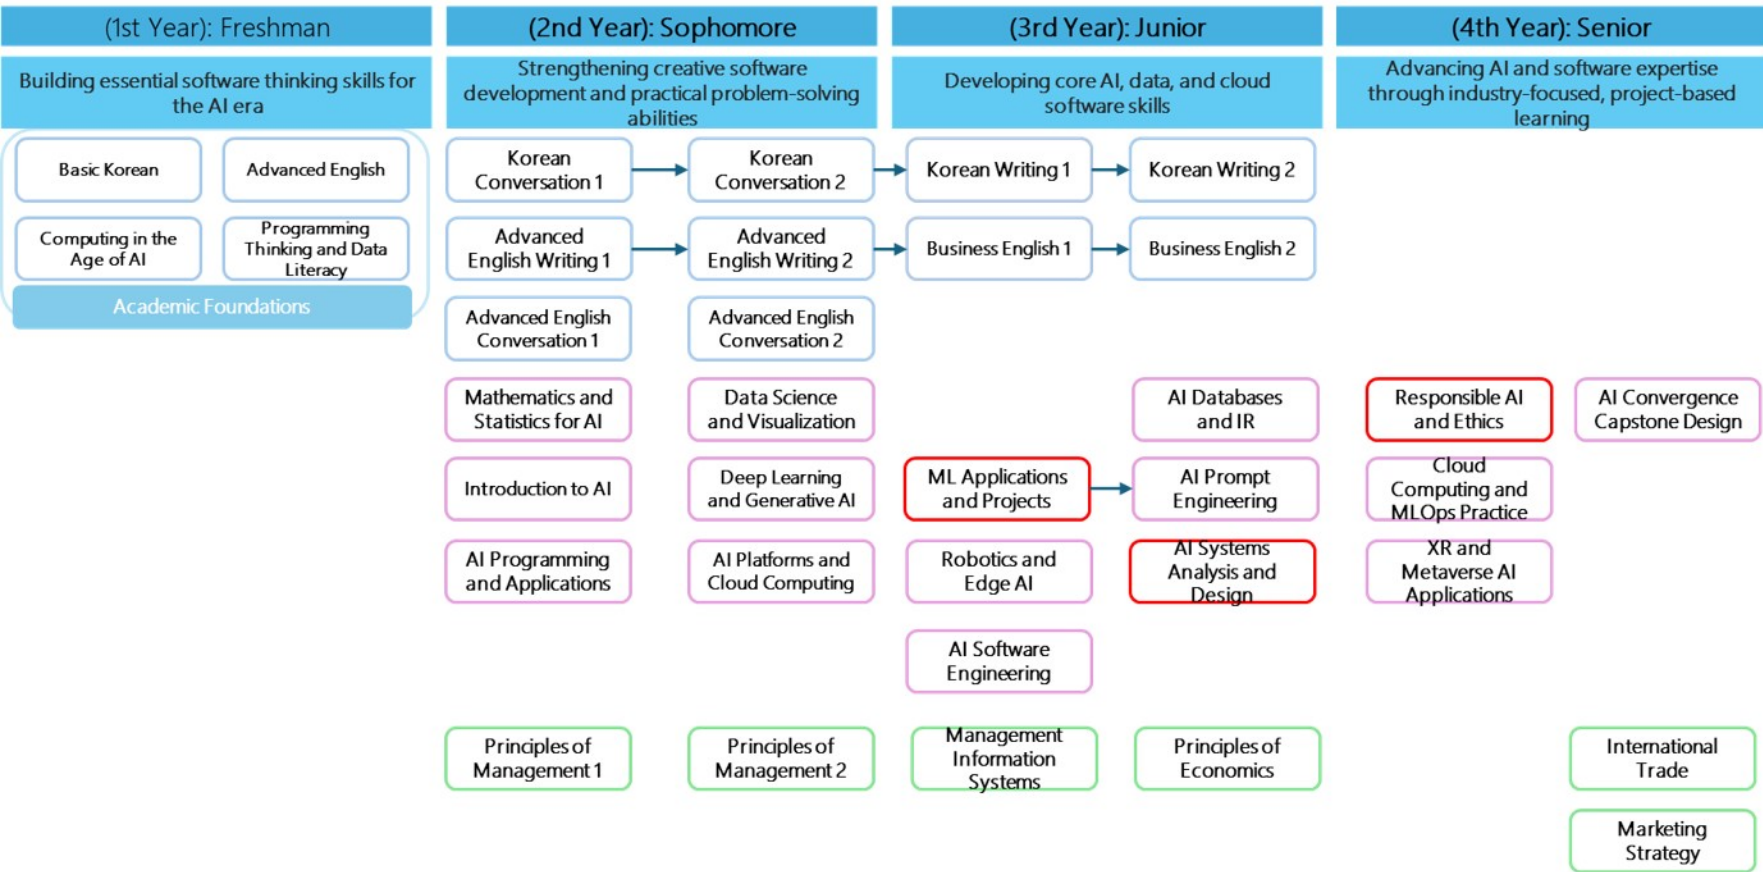 (1st Year): Freshman
(2nd Year): Sophomore
(3rd Year): Junior
(4th Year): Senior
Building essential software thinking skills for
the AI era
Strengthening creative software
development and practical problem-solving
abilities
Developing core AI, data, and cloud
software skills
Advancing AI and software expertise
through industry-focused, project-based
learning
Basic Korean
Advanced English
Korean
Conversation 1
Korean
Conversation 2
Korean Writing 1
Korean Writing 2
Computing in the
Age of AI
Programming
Thinking and Data
Literacy
Advanced
English Writing 1
Advanced
English Writing 2
Business English 1
Business English 2
Academic Foundations
Advanced English
Conversation 1
Advanced English
Conversation 2
Mathematics and
Statistics for AI
Data Science
and Visualization
AI Databases
and IR
Responsible AI
and Ethics
AI Convergence
Capstone Design
Introduction to AI
Deep Learning
and Generative AI
ML Applications
and Projects
AI Prompt
Engineering
Cloud
Computing and
MLOps Practice
AI Programming
and Applications
AI Platforms and
Cloud Computing
Robotics and
Edge AI
AI Systems
Analysis and
Design
XR and
Metaverse AI
Applications
AI Software
Engineering
Principles of
Management 1
Principles of
Management 2
Management
Information
Systems
Principles of
Economics
International
Trade
Marketing
Strategy